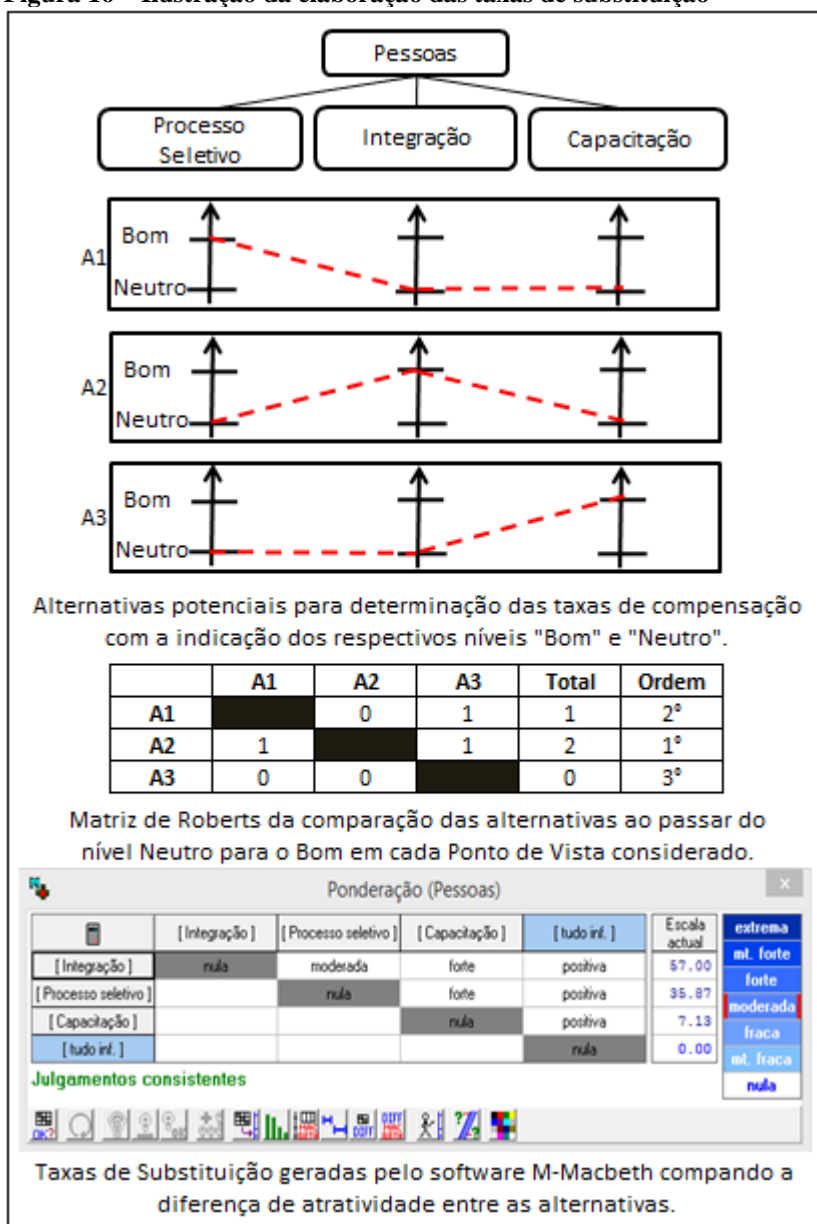 Figura 10 – Ilustração da elaboração das taxas de substituição
Pessoas
Processo
Seletivo
Integração
Capacitação
A1
Bom
Neutro
A2
Bom
Neutro
A3
Bom
Neutro
Alternativas potenciais para determinação das taxas de compensação
com a indicação dos respectivos níveis "Bom" e "Neutro".
A1 A2 A3 Total Ordem
A1 0 1 1 2º
A2 1 1 2 1º
A3 0 0 0 3º
Matriz de Roberts da comparação das alternativas ao passar do
nível Neutro para o Bom em cada Ponto de Vista considerado.
Ponderação (Pessoas)
[ Integração ] [ Processo seletivo ] [ Capacitação ] [ tudo inf. ] Escala actual
[ Integração ] nula moderada forte positiva 57.00
[ Processo seletivo ] nula forte positiva 35.87
[ Capacitação ] nula positiva 7.13
[ tudo inf. ] nula 0.00
extrema
mt. forte
forte
moderada
fraca
mt. fraca
nula
Julgamentos consistentes
Taxas de Substituição geradas pelo software M-Macbeth compando a
diferença de atratividade entre as alternativas.